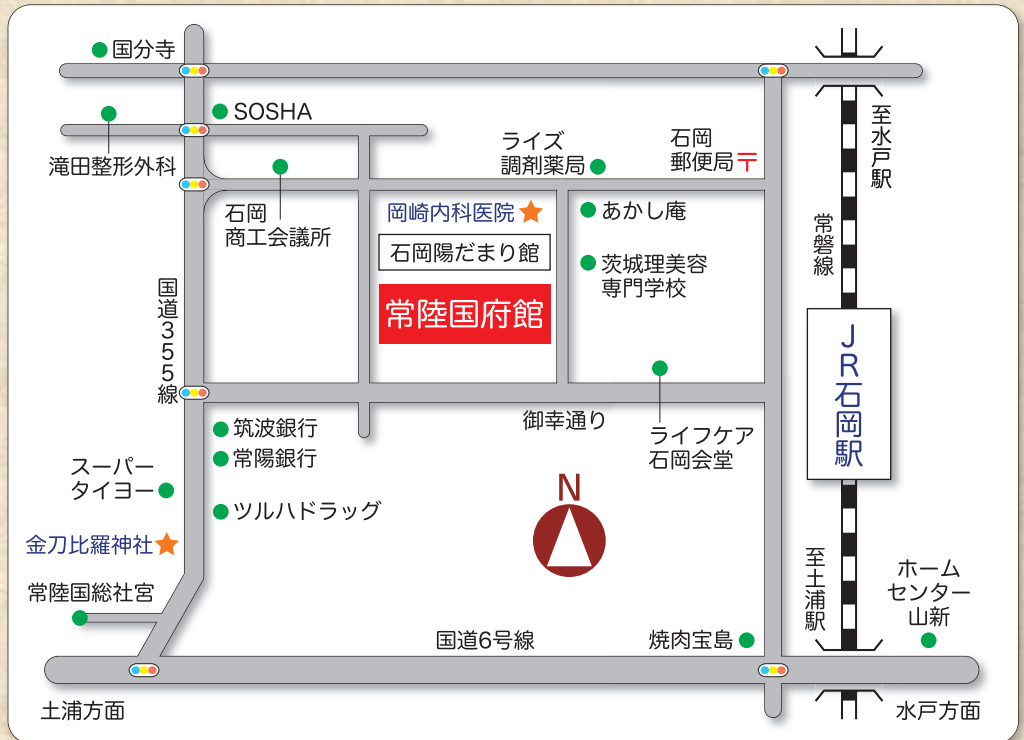 国分寺
SOSHA
滝田整形外科
ライズ
調剤薬局
石岡
郵便局〒
至水戸駅
石岡
商工会議所
岡崎内科医院
あかし庵
石岡陽だまり館
茨城理美容
専門学校
常磐線
常陸国府館
国道355線
JR石岡駅
御幸通り
筑波銀行
常陽銀行
ライフケア
石岡会堂
スーパー
タイヨー
ツルハドラッグ
N
金刀比羅神社
常陸国総社宮
至土浦駅
ホーム
センター
山新
国道6号線
焼肉宝島
土浦方面
水戸方面